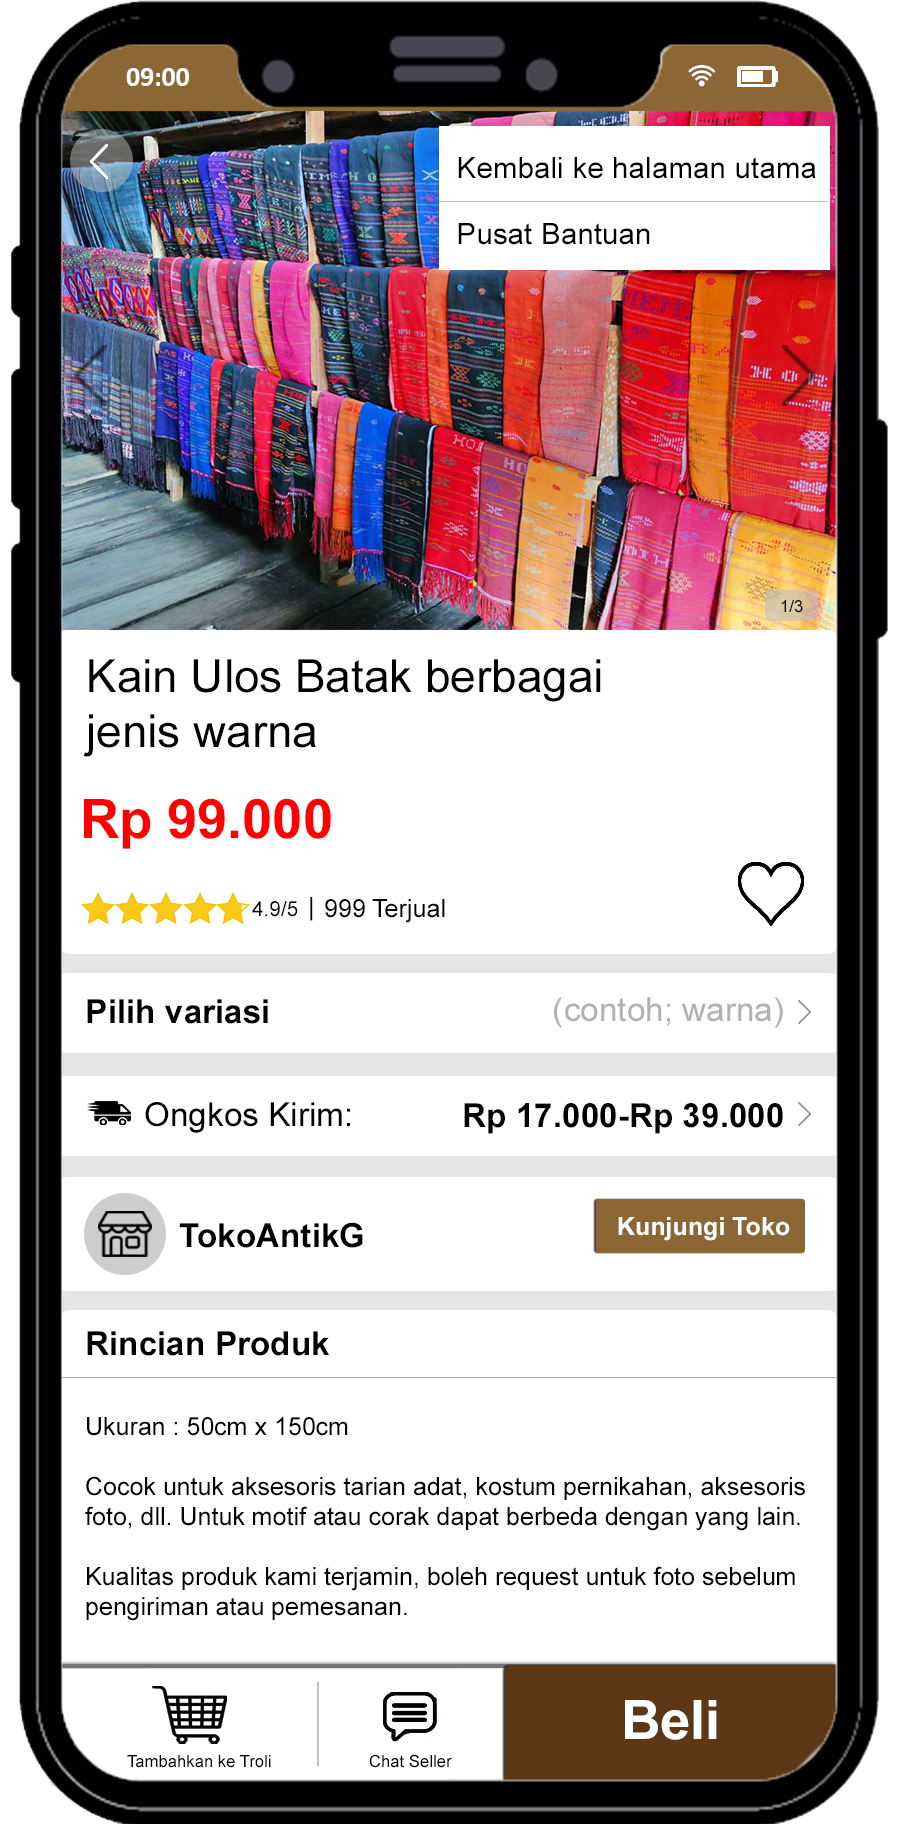 09:00
Kembali ke halaman utama
Pusat Bantuan
HOR
1/3
Kain Ulos Batak berbagai
jenis warna
Rp 99.000
4.9/5 | 999 Terjual
Pilih variasi (contoh; warna)
Ongkos Kirim: Rp 17.000-Rp 39.000
TokoAntikG Kunjungi Toko
Rincian Produk
Ukuran : 50cm x 150cm
Cocok untuk aksesoris tarian adat, kostum pernikahan, aksesoris
foto, dll. Untuk motif atau corak dapat berbeda dengan yang lain.
Kualitas produk kami terjamin, boleh request untuk foto sebelum
pengiriman atau pemesanan.
Tambahkan ke Troli
Chat Seller
Beli